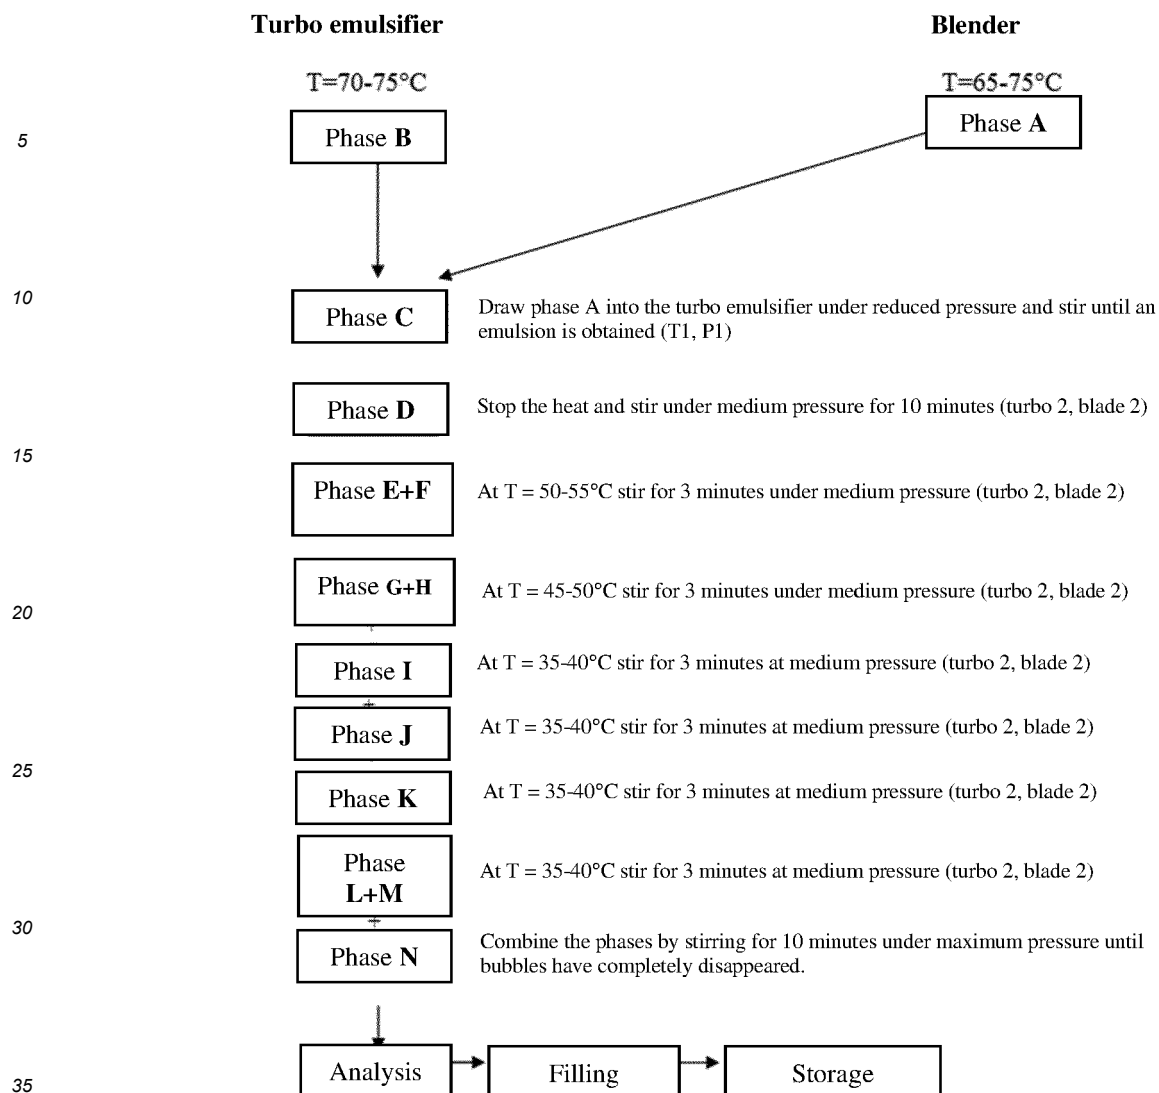 Turbo emulsifier
Blender
T=70-75°C
T=65-75°C
Phase B
Phase A
5
10
Phase C
Draw phase A into the turbo emulsifier under reduced pressure and stir until an
emulsion is obtained (T1, P1)
Phase D
Stop the heat and stir under medium pressure for 10 minutes (turbo 2, blade 2)
15
Phase E+F
At T = 50-55°C stir for 3 minutes under medium pressure (turbo 2, blade 2)
Phase G+H
At T = 45-50°C stir for 3 minutes under medium pressure (turbo 2, blade 2)
20
Phase I
At T = 35-40°C stir for 3 minutes at medium pressure (turbo 2, blade 2)
Phase J
At T = 35-40°C stir for 3 minutes at medium pressure (turbo 2, blade 2)
25
Phase K
At T = 35-40°C stir for 3 minutes at medium pressure (turbo 2, blade 2)
Phase
L+M
At T = 35-40°C stir for 3 minutes at medium pressure (turbo 2, blade 2)
30
Phase N
Combine the phases by stirring for 10 minutes under maximum pressure until
bubbles have completely disappeared.
Analysis
Filling
Storage
35